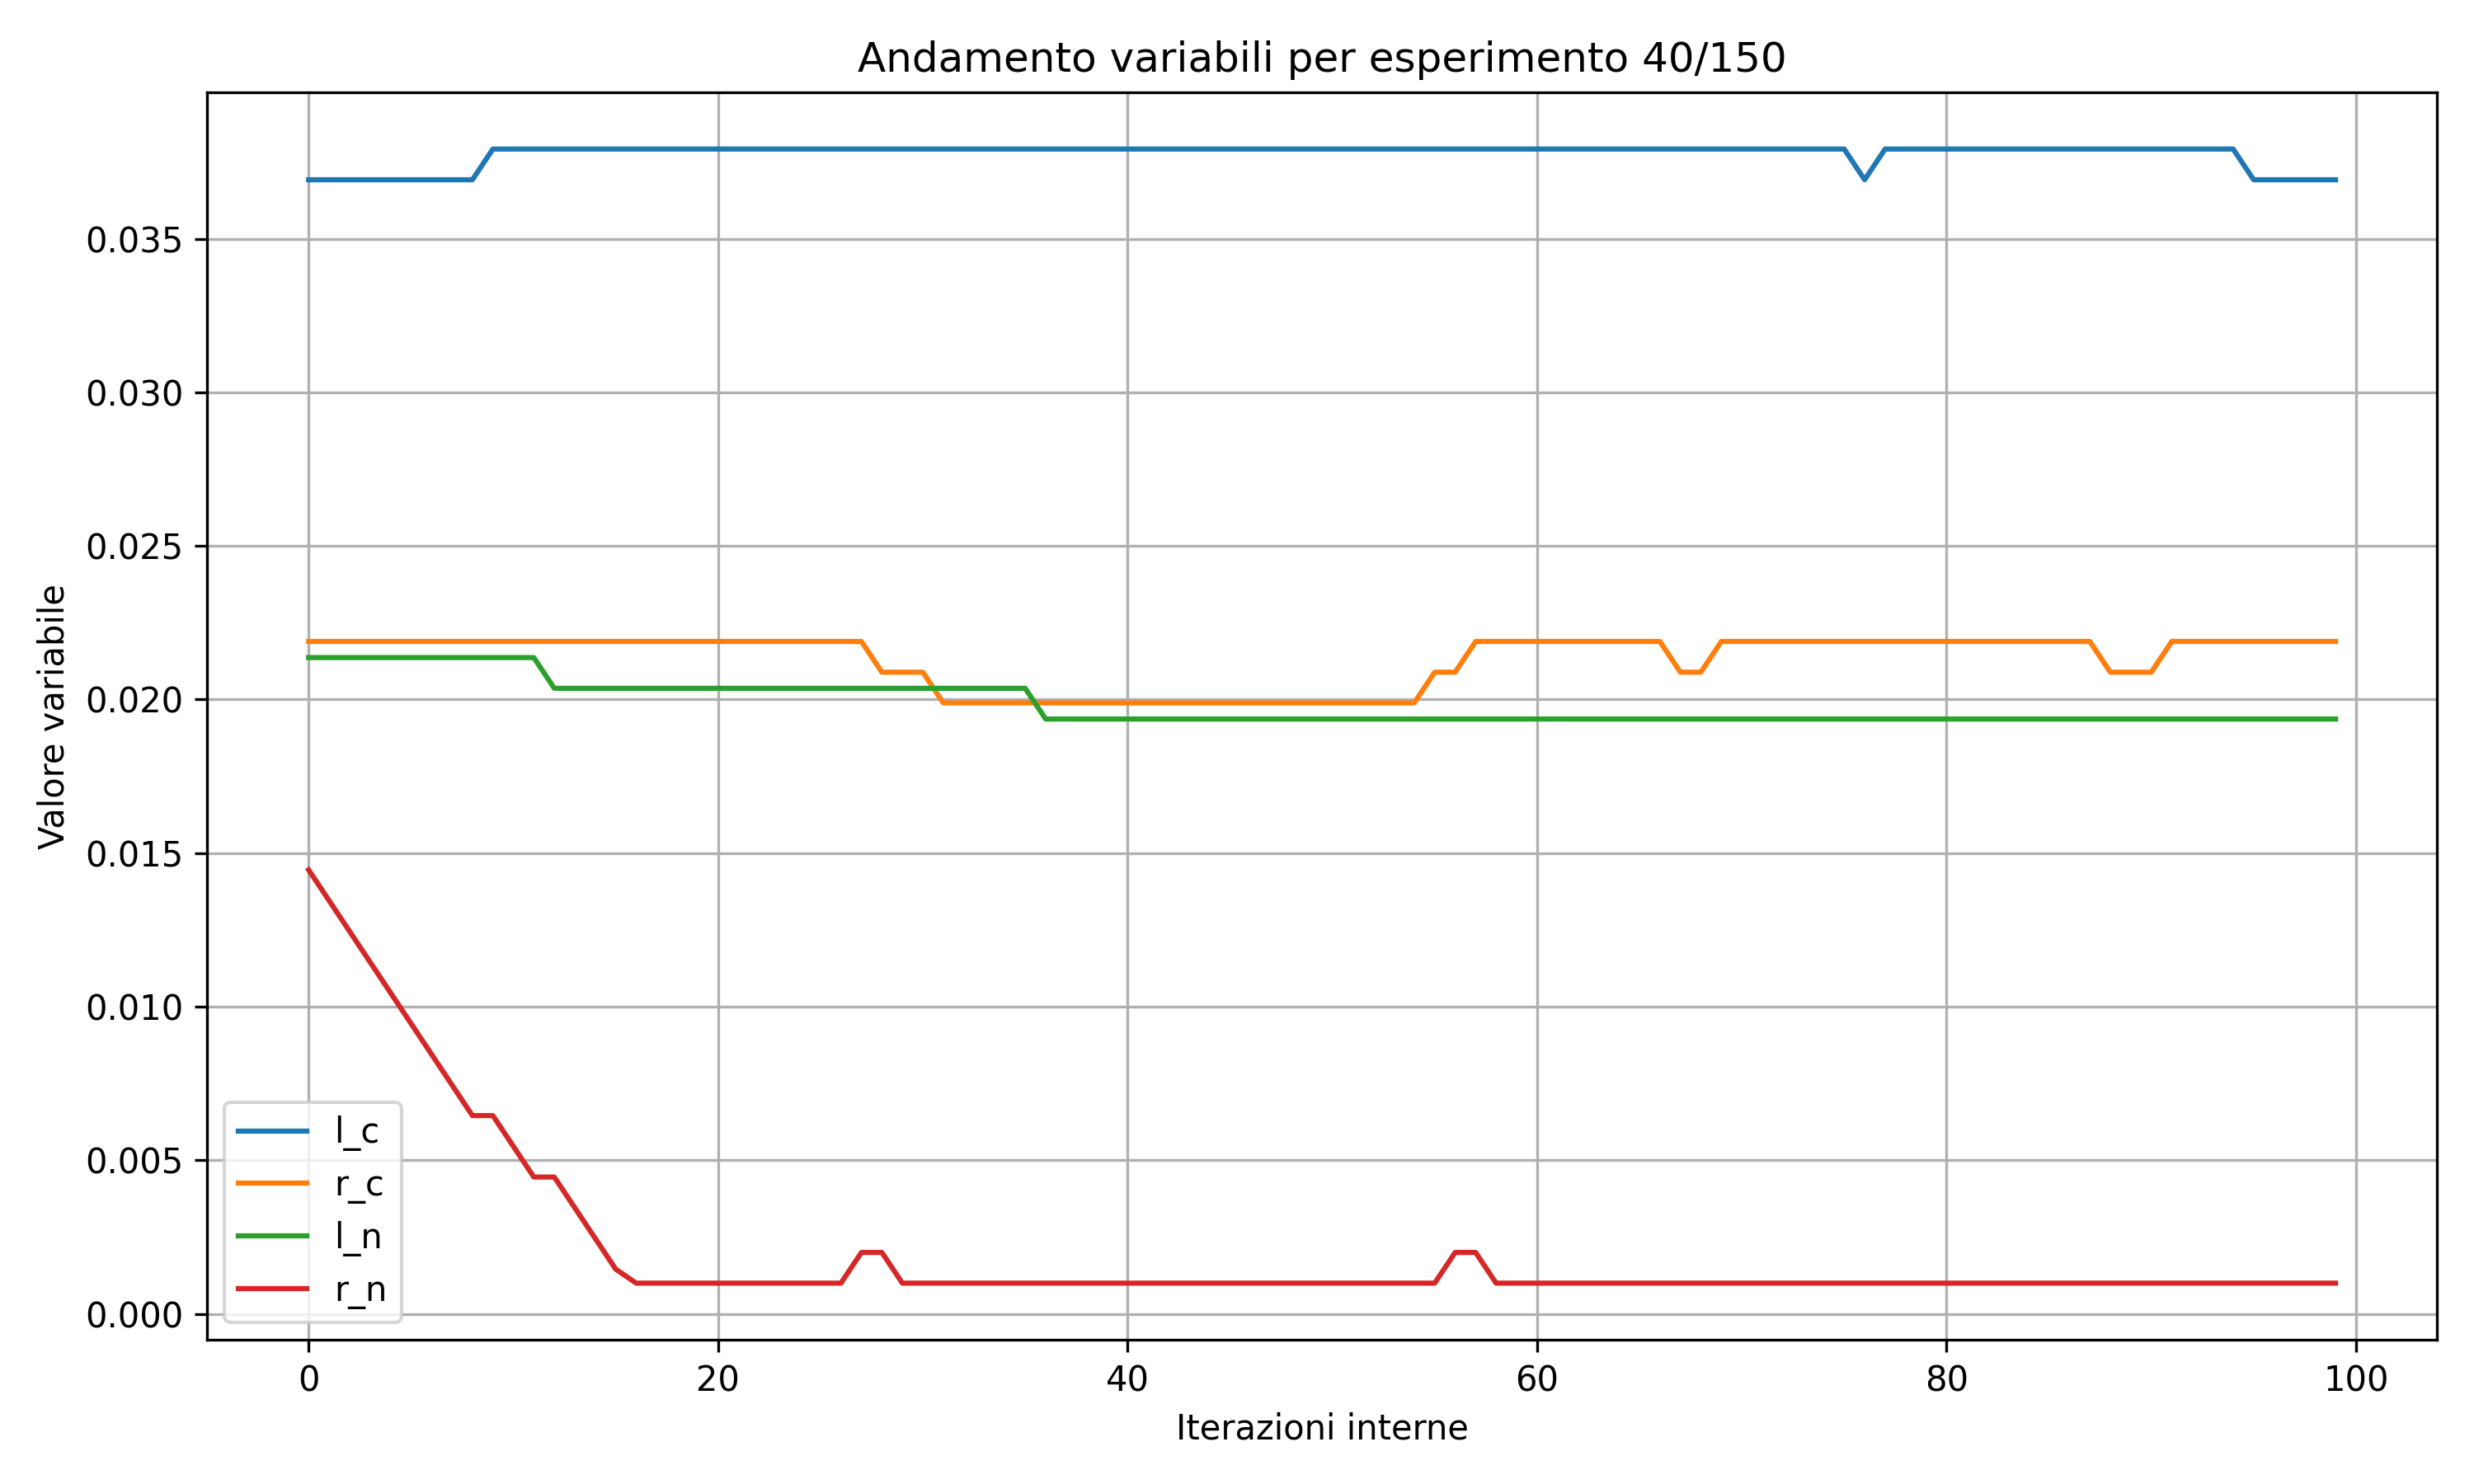 Andamento variabili per esperimento 40/150
Valore variabile
0.035
0.030
0.025
0.020
0.015
0.010
0.005
0.000
l_c
r_c
l_n
r_n
0 20 40 60 80 100
Iterazioni interne